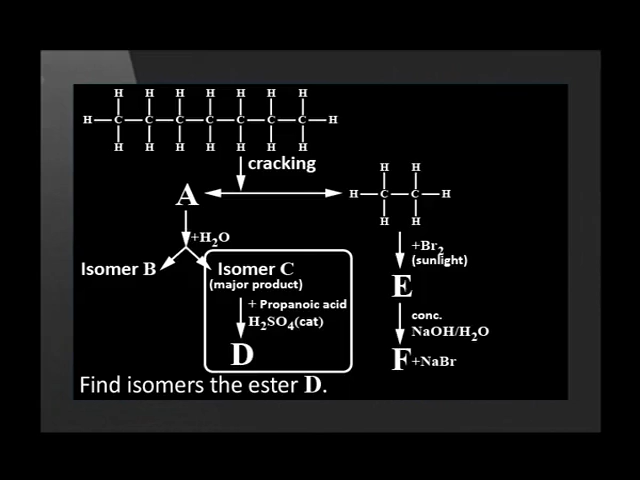 H H H H H H H
H C C C C C C C H
H H H H H H H
cracking
H H
A
H C C H
H H
+H₂O
+Br₂
(sunlight)
Isomer B
Isomer C
(major product)
E
+ Propanoic acid
H₂SO₄(cat)
conc.
NaOH/H₂O
D
F+NaBr
Find isomers the ester D.